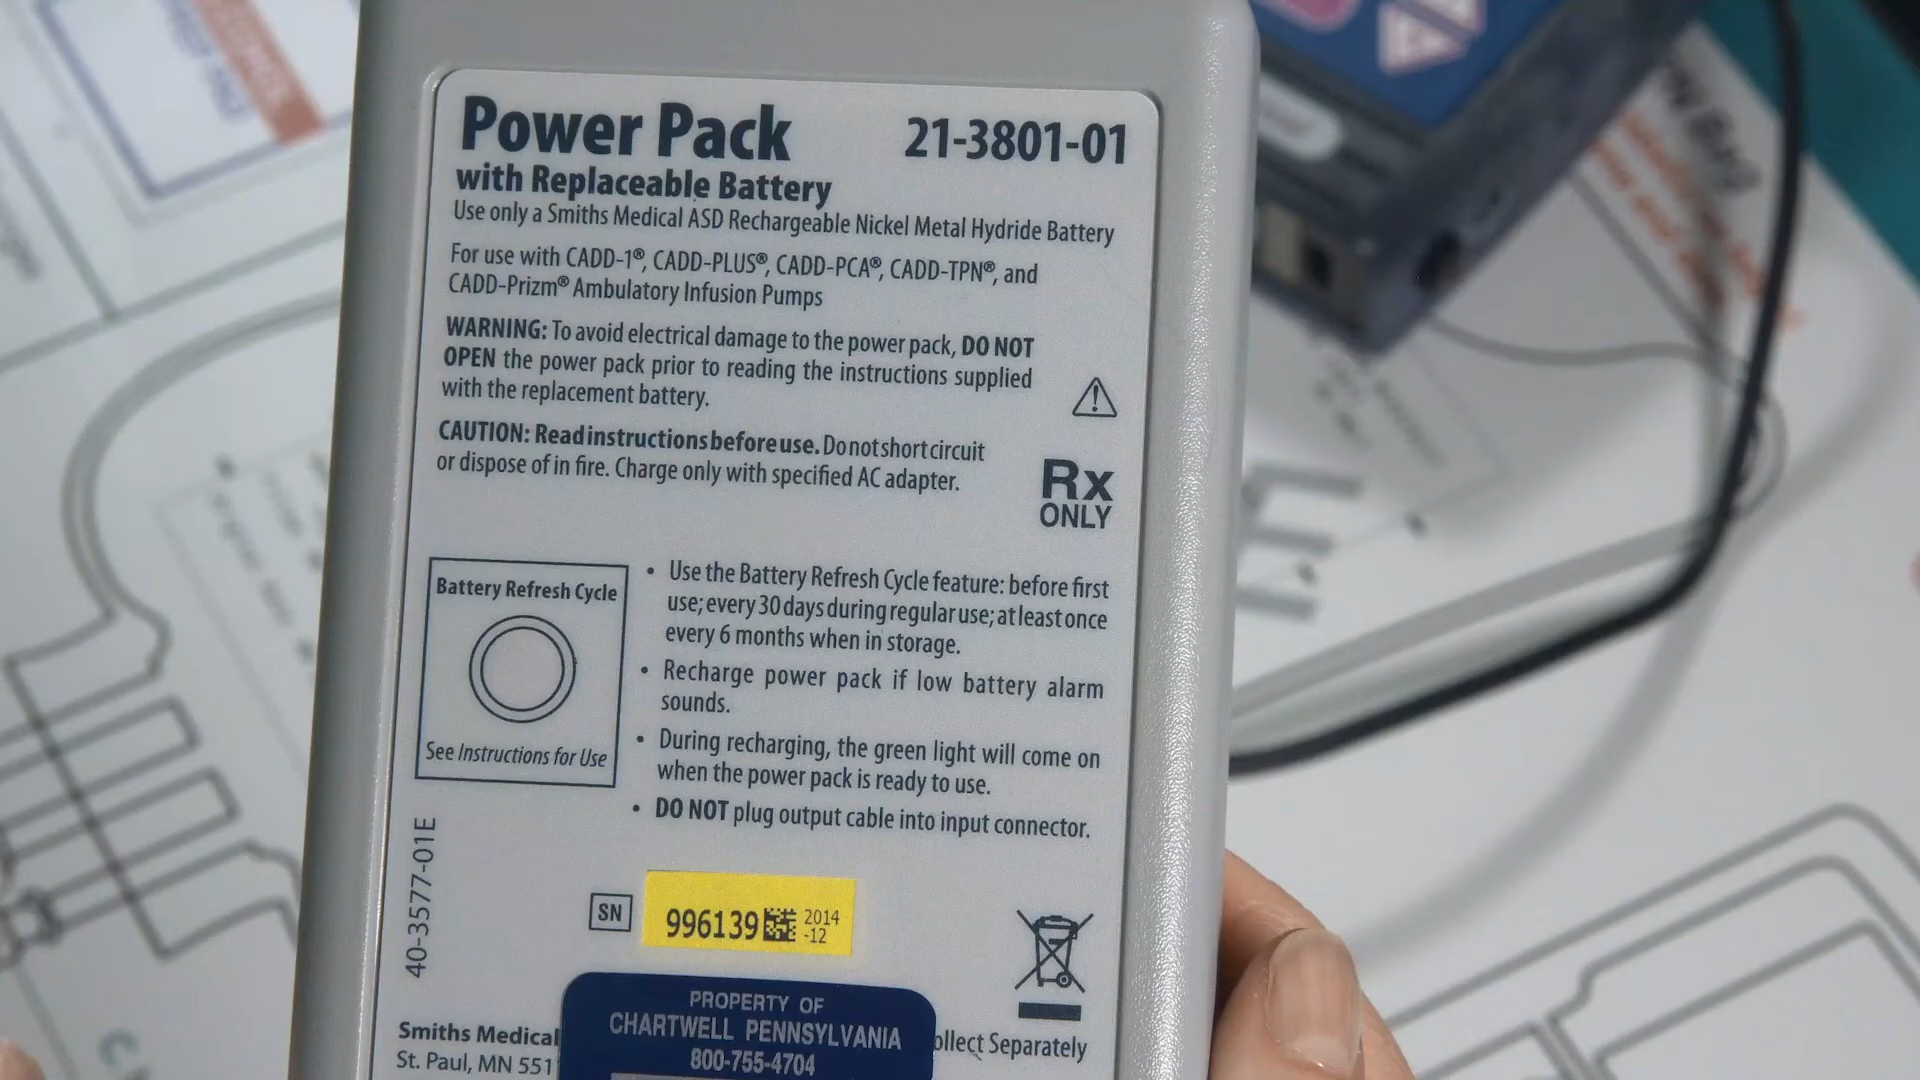 Power Pack 21-3801-01
with Replaceable Battery
Use only a Smiths Medical ASD Rechargeable Nickel Metal Hydride Battery
For use with CADD-1®, CADD-PLUS®, CADD-PCA®, CADD-TPN®, and
CADD-Prizm® Ambulatory Infusion Pumps
WARNING: To avoid electrical damage to the power pack, DO NOT
OPEN the power pack prior to reading the instructions supplied
with the replacement battery.
CAUTION: Read instructions before use. Do not short circuit
or dispose of in fire. Charge only with specified AC adapter.
Rx
ONLY
Battery Refresh Cycle
See Instructions for Use
• Use the Battery Refresh Cycle feature: before first
use; every 30 days during regular use; at least once
every 6 months when in storage.
• Recharge power pack if low battery alarm
sounds.
• During recharging, the green light will come on
when the power pack is ready to use.
• DO NOT plug output cable into input connector.
40-3577-01E
SN
996139
2014
-12
PROPERTY OF
CHARTWELL PENNSYLVANIA
800-755-4704
Smiths Medical
St. Paul, MN 551
ollect Separately